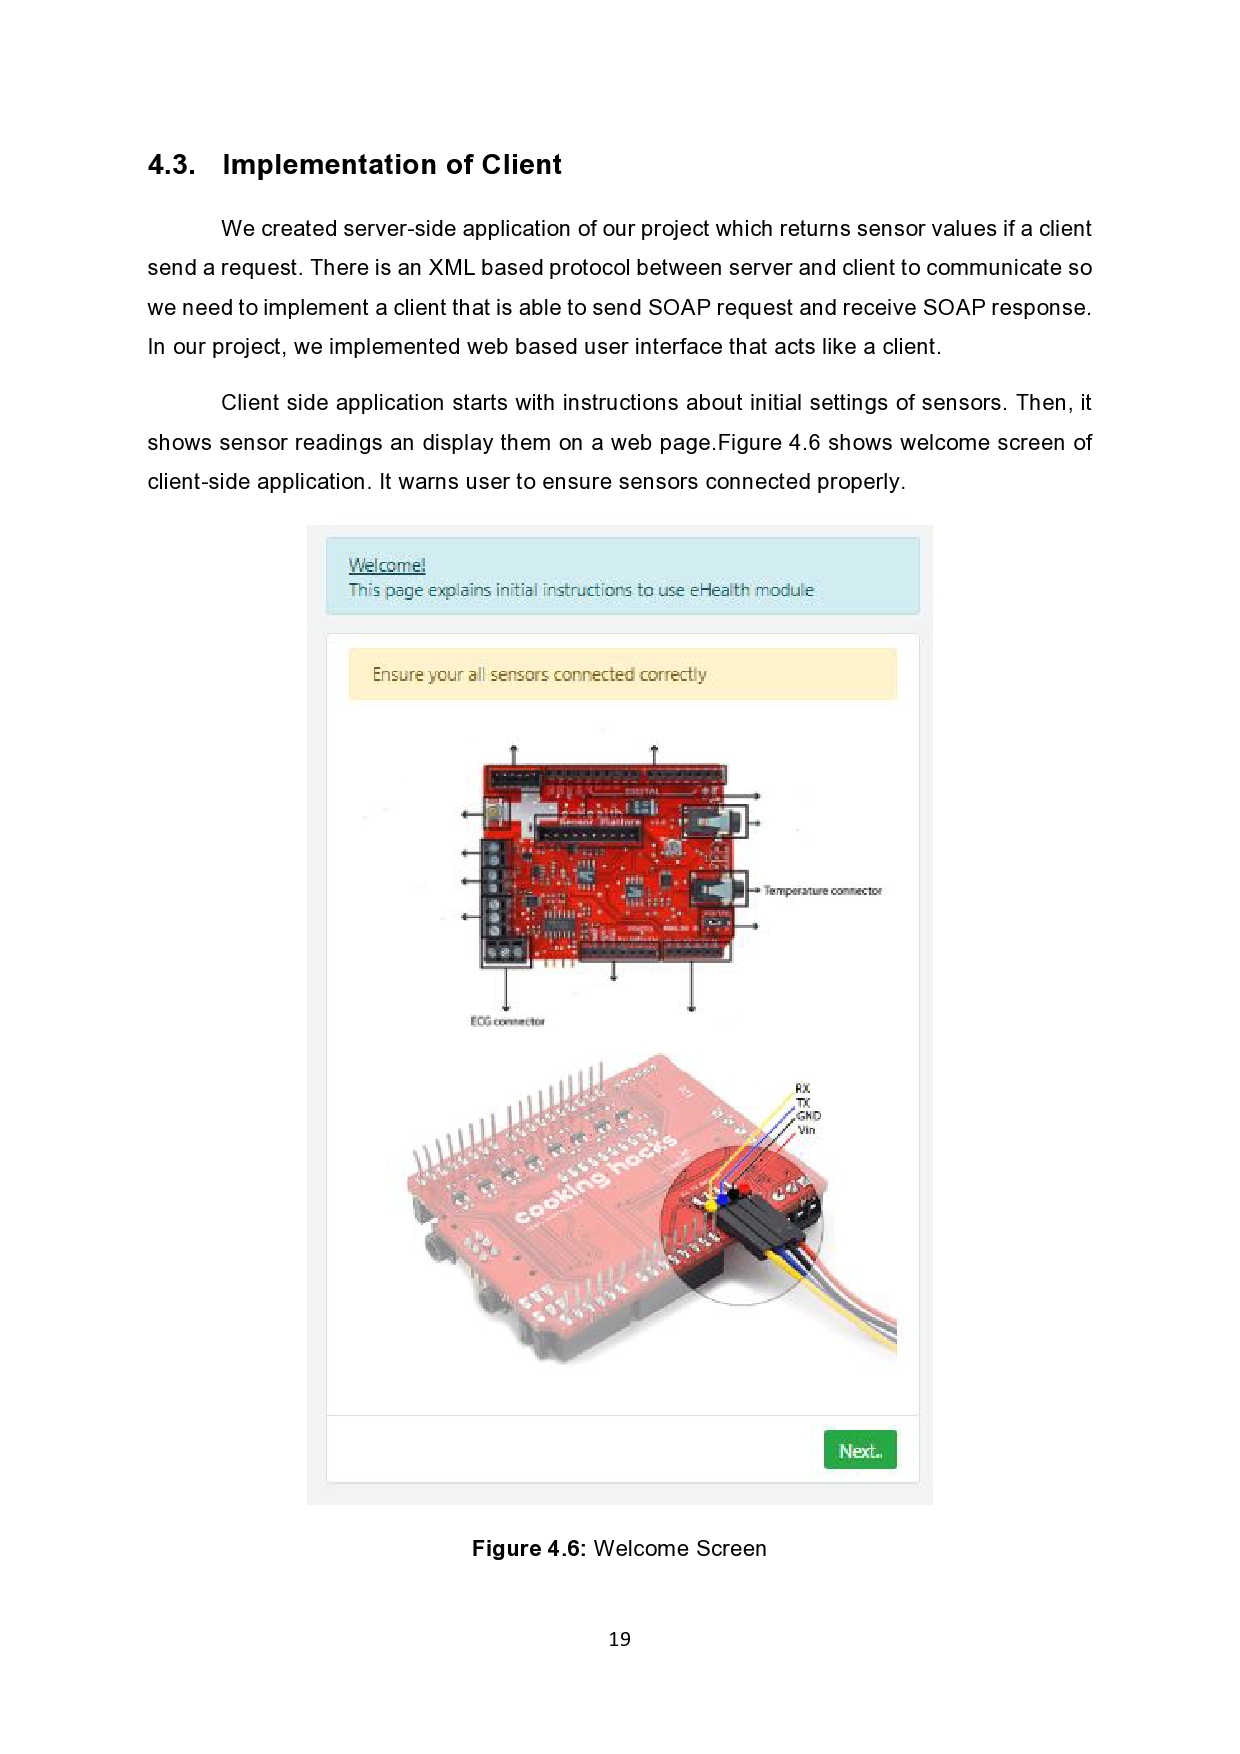 4.3. Implementation of Client
We created server-side application of our project which returns sensor values if a client
send a request. There is an XML based protocol between server and client to communicate so
we need to implement a client that is able to send SOAP request and receive SOAP response.
In our project, we implemented web based user interface that acts like a client.
Client side application starts with instructions about initial settings of sensors. Then, it
shows sensor readings an display them on a web page.Figure 4.6 shows welcome screen of
client-side application. It warns user to ensure sensors connected properly.
Welcome!
This page explains initial instructions to use eHealth module
Ensure your all sensors connected correctly
DIGITAL
Temperature connector
ECG connector
RX
TX
GND
Vin
cooking hacks
Next..
Figure 4.6: Welcome Screen
19